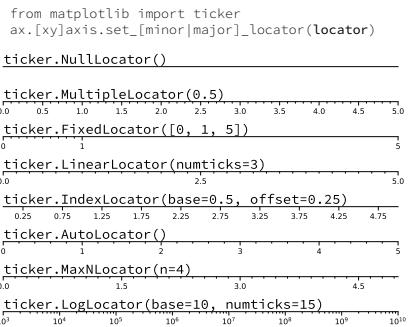 from matplotlib import ticker
ax.[xy]axis.set_[minor|major]_locator(locator)
ticker.NullLocator()
ticker.MultipleLocator(0.5)
0.0 0.5 1.0 1.5 2.0 2.5 3.0 3.5 4.0 4.5 5.0
ticker.FixedLocator([0, 1, 5])
0 1 5
ticker.LinearLocator(numticks=3)
0.0 2.5 5.0
ticker.IndexLocator(base=0.5, offset=0.25)
0.25 0.75 1.25 1.75 2.25 2.75 3.25 3.75 4.25 4.75
ticker.AutoLocator()
0 1 2 3 4 5
ticker.MaxNLocator(n=4)
0.0 1.5 3.0 4.5
ticker.LogLocator(base=10, numticks=15)
10³ 10⁴ 10⁵ 10⁶ 10⁷ 10⁸ 10⁹ 10¹⁰